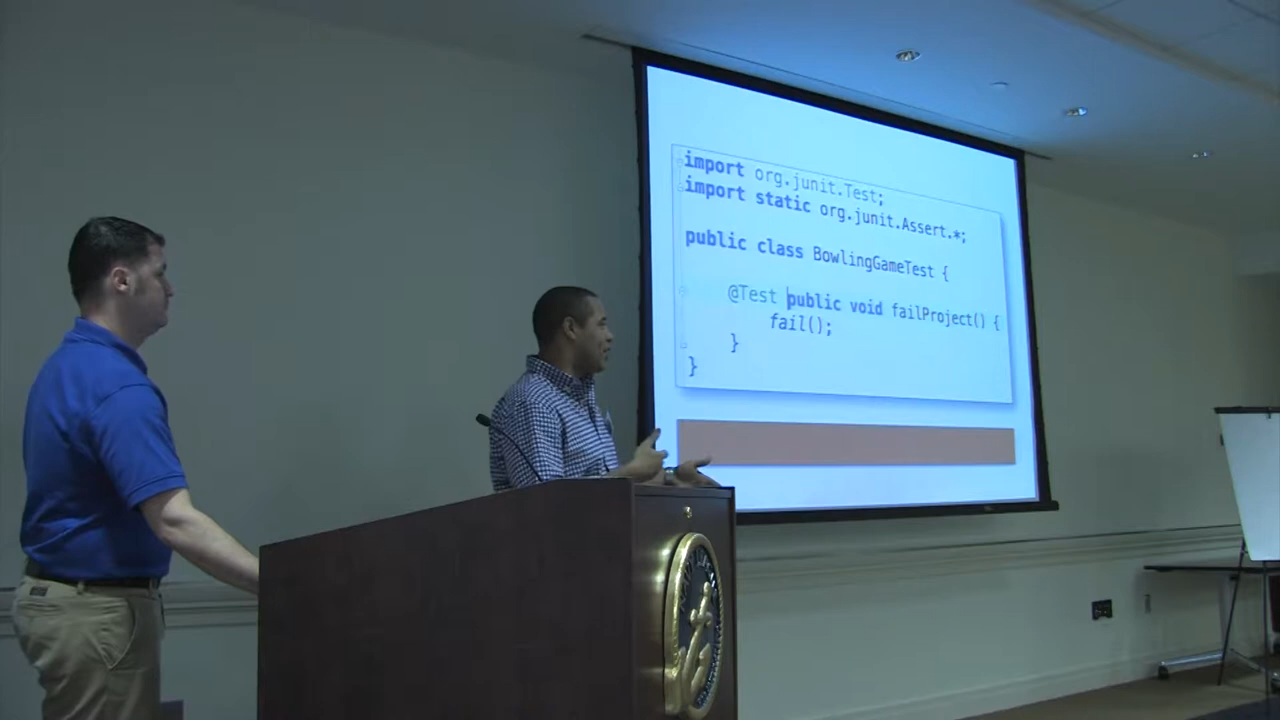 import org.junit.Test;
import static org.junit.Assert.*;
public class BowlingGameTest {
@Test public void failProject() {
fail();
}
}